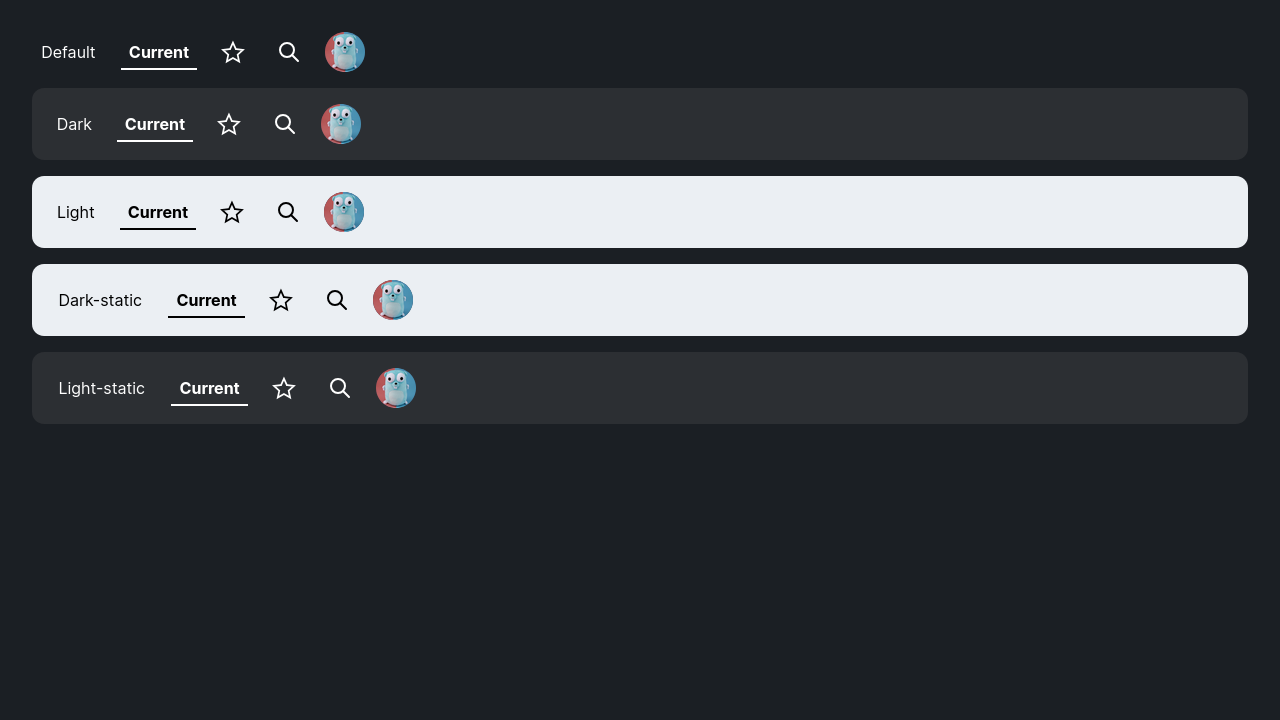 Default Current
Dark Current
Light Current
Dark-static Current
Light-static Current